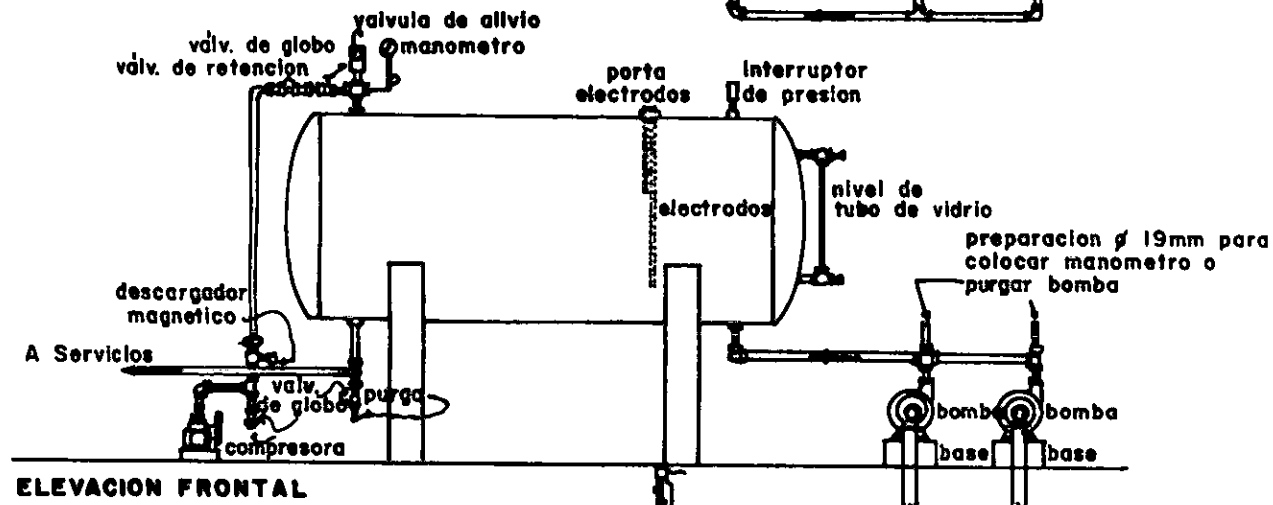 valvula de alivio
válv. de globo
manometro
válv. de retencion
porta
electrodos
interruptor
de presion
electrodos
nivel de
tubo de vidrio
preparacion ø 19mm para
colocar manometro o
purgar bomba
descargador
magnetico
A Servicios
valv.
de globo
purga
compresora
bomba
bomba
base
base
ELEVACION FRONTAL